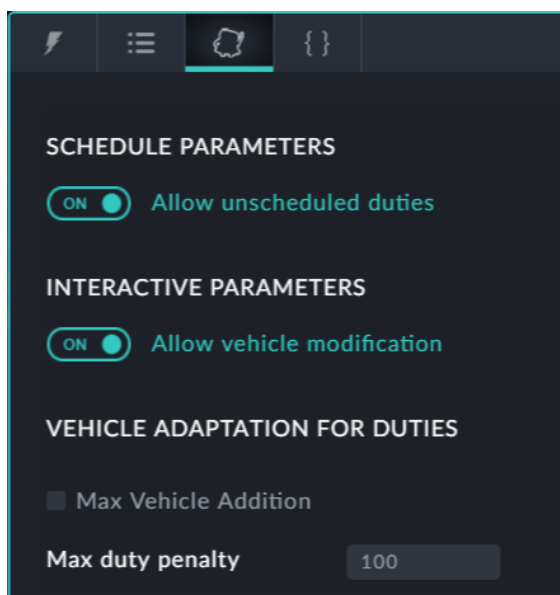 { }
SCHEDULE PARAMETERS
ON Allow unscheduled duties
INTERACTIVE PARAMETERS
ON Allow vehicle modification
VEHICLE ADAPTATION FOR DUTIES
Max Vehicle Addition
Max duty penalty 100